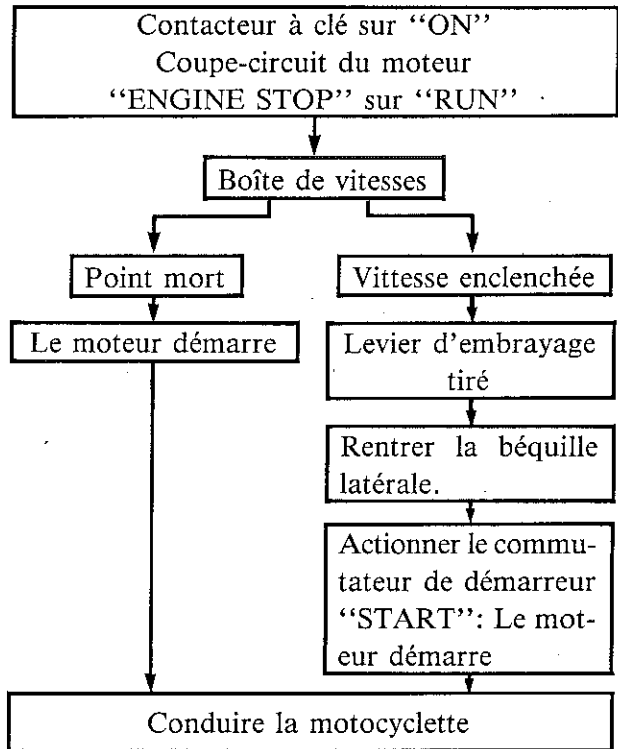 Contacteur à clé sur “ON”
Coupe-circuit du moteur
“ENGINE STOP” sur “RUN”
Boîte de vitesses
Point mort
Vittesse enclenchée
Le moteur démarre
Levier d'embrayage
tiré
Rentrer la béquille
latérale.
Actionner le commu-
tateur de démarreur
“START”: Le mot-
eur démarre
Conduire la motocyclette